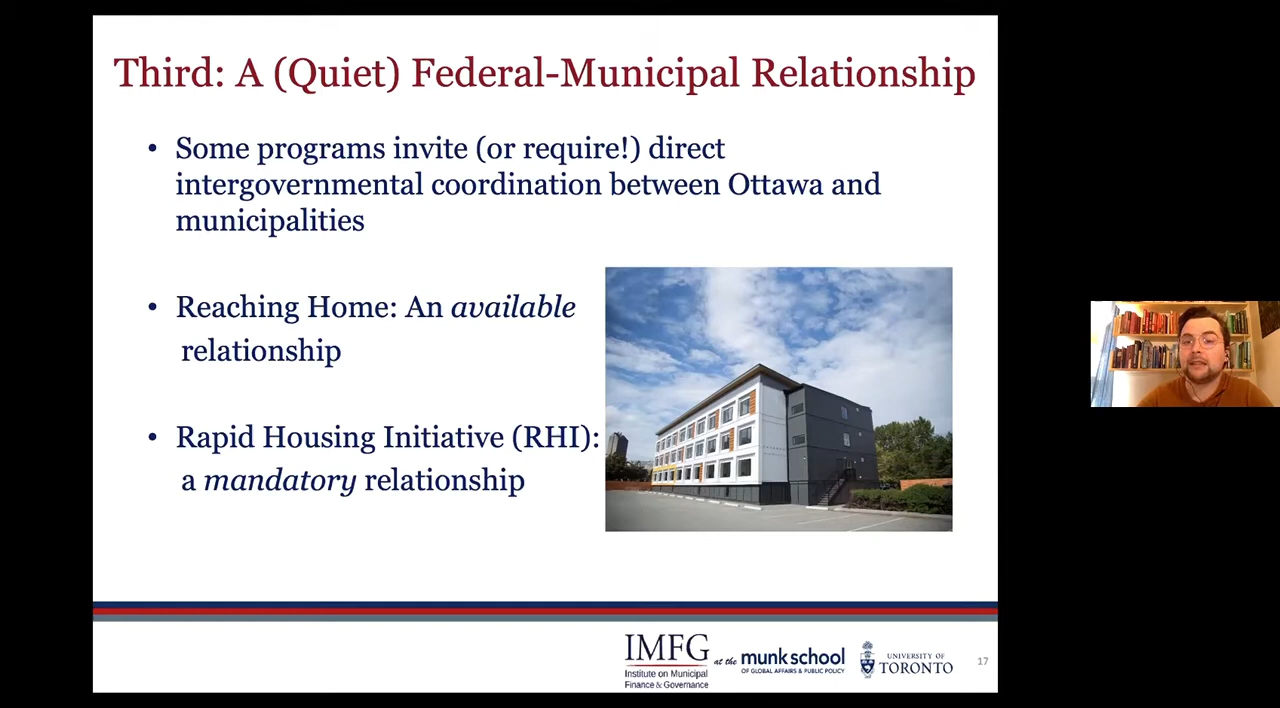 Third: A (Quiet) Federal-Municipal Relationship
• Some programs invite (or require!) direct
intergovernmental coordination between Ottawa and
municipalities
• Reaching Home: An available
relationship
• Rapid Housing Initiative (RHI):
a mandatory relationship
IMFG
Institute on Municipal
Finance & Governance
at the munk school
OF GLOBAL AFFAIRS & PUBLIC POLICY
UNIVERSITY OF
TORONTO
17